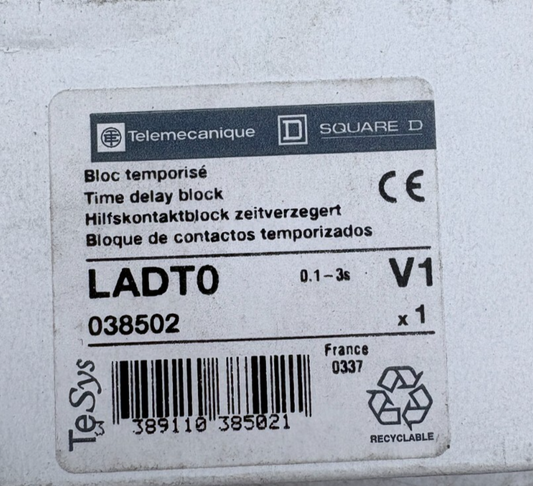 Telemecanique D SQUARE D
Bloc temporisé
Time delay block
Hilfskontaktblock zeitverzegert
Bloque de contactos temporizados
CE
LADT0 0.1–3s V1
038502 x 1
France
0337
TeSys
389110 385021
RECYCLABLE